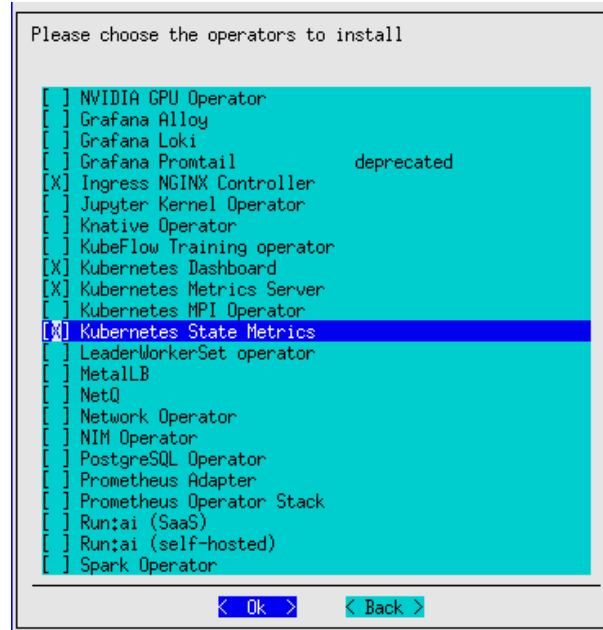 Please choose the operators to install
[ ] NVIDIA GPU Operator
[ ] Grafana Alloy
[ ] Grafana Loki
[ ] Grafana Promtail deprecated
[X] Ingress NGINX Controller
[ ] Jupyter Kernel Operator
[ ] Knative Operator
[ ] KubeFlow Training operator
[X] Kubernetes Dashboard
[X] Kubernetes Metrics Server
[ ] Kubernetes MPI Operator
[X] Kubernetes State Metrics
[ ] LeaderWorkerSet operator
[ ] MetalLB
[ ] NetQ
[ ] Network Operator
[ ] NIM Operator
[ ] PostgreSQL Operator
[ ] Prometheus Adapter
[ ] Prometheus Operator Stack
[ ] Run:ai (SaaS)
[ ] Run:ai (self-hosted)
[ ] Spark Operator
< Ok > < Back >